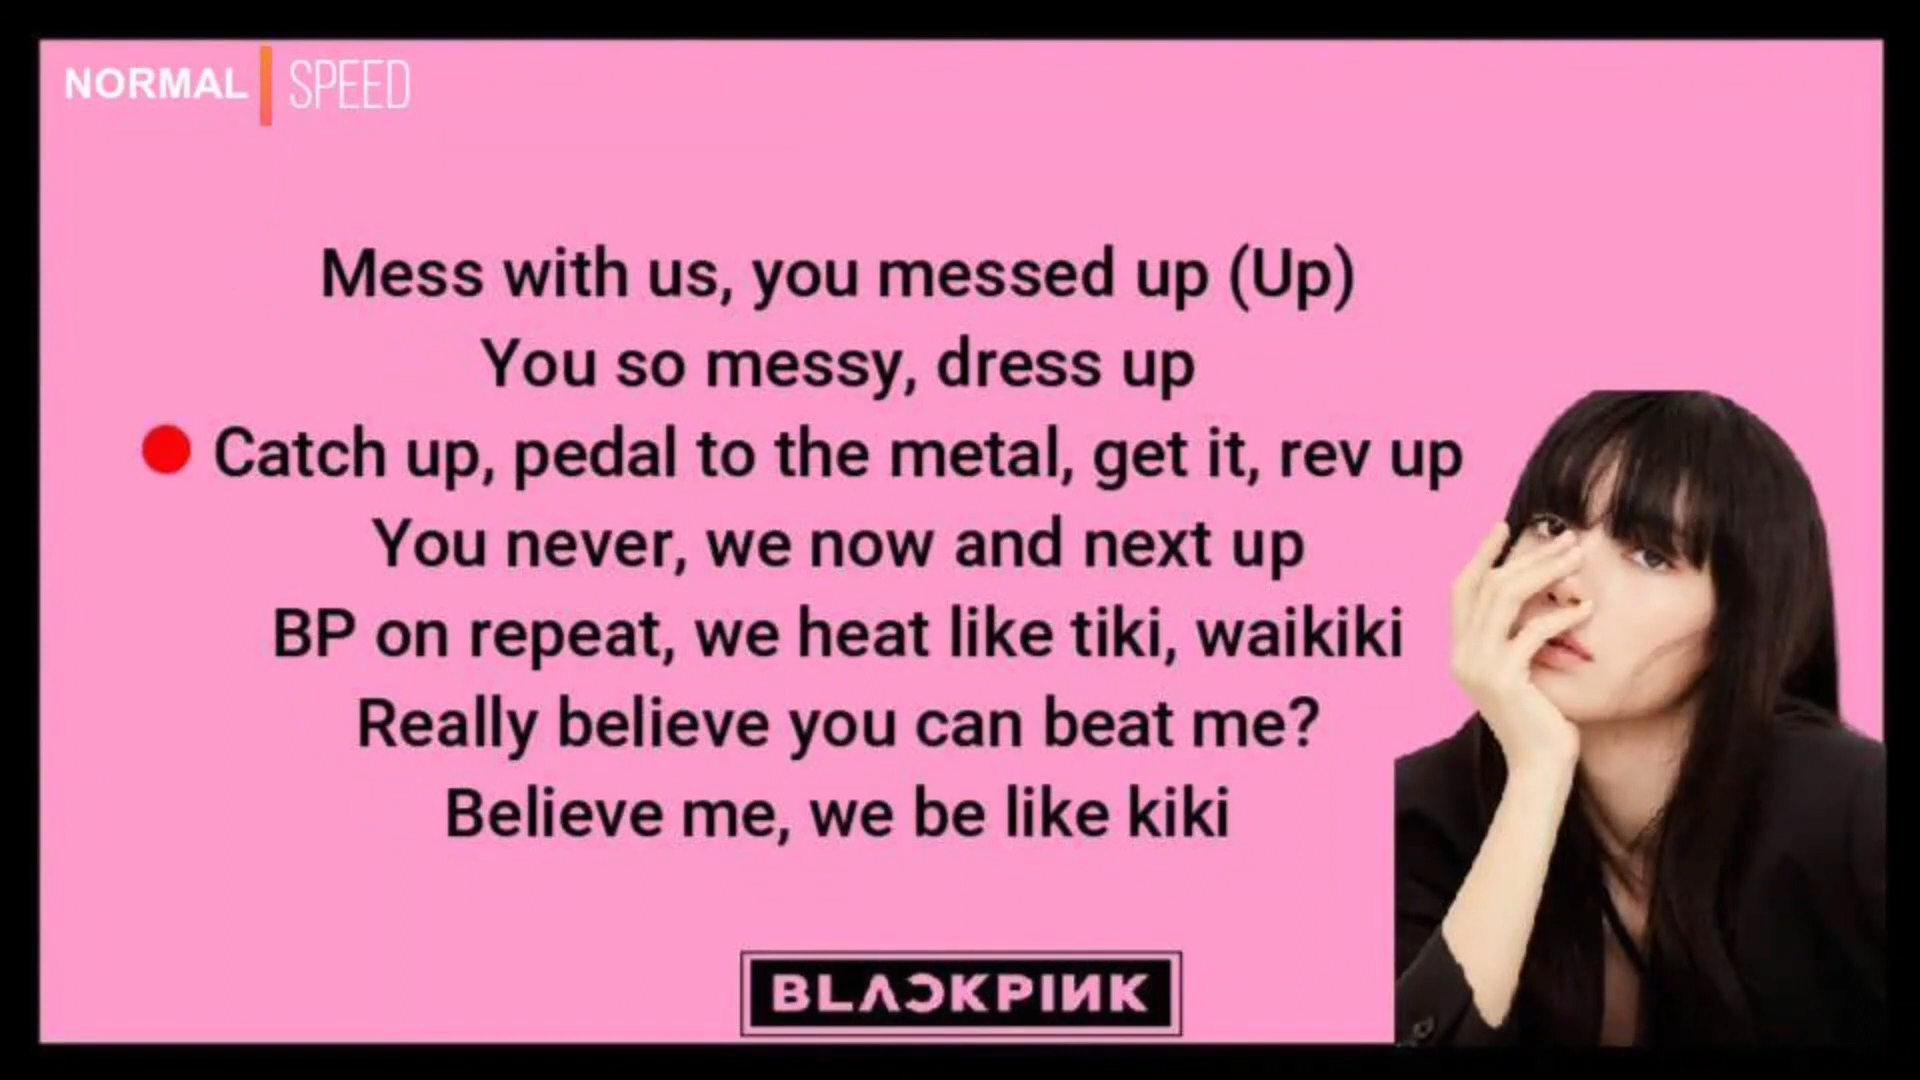 NORMAL | SPEED
Mess with us, you messed up (Up)
You so messy, dress up
Catch up, pedal to the metal, get it, rev up
You never, we now and next up
BP on repeat, we heat like tiki, waikiki
Really believe you can beat me?
Believe me, we be like kiki
BLACKPINK